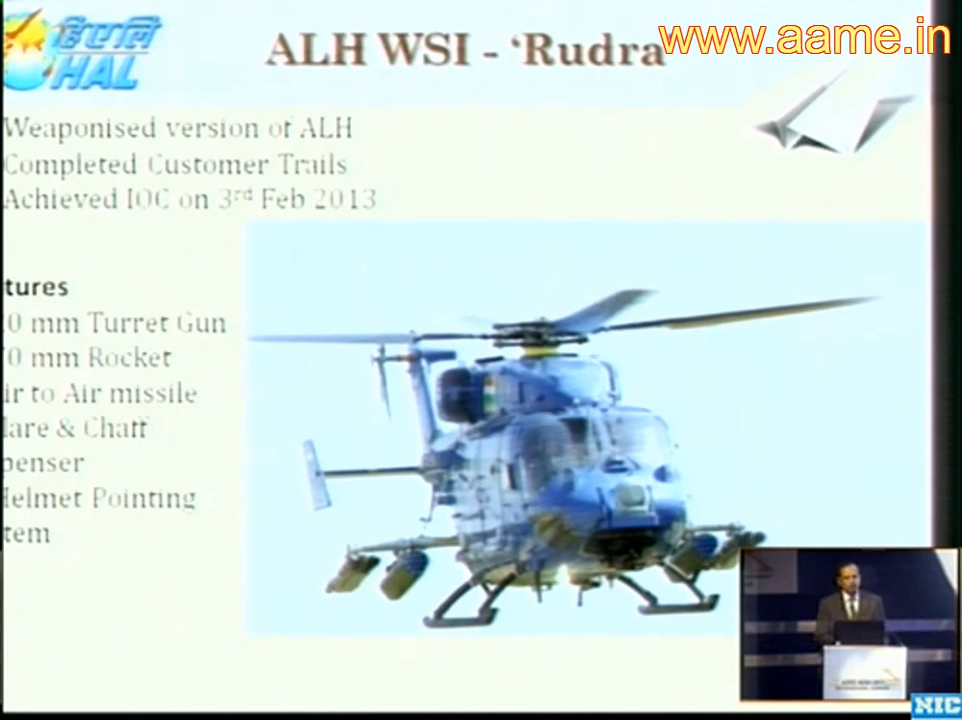 हिएलि
HAL
ALH WSI - ‘Rudra
www.aame.in
Weaponised version of ALH
Completed Customer Trails
Achieved IOC on 3rd Feb 2013
tures
0 mm Turret Gun
0 mm Rocket
ir to Air missile
lare & Chaff
penser
Helmet Pointing
tem
NIC